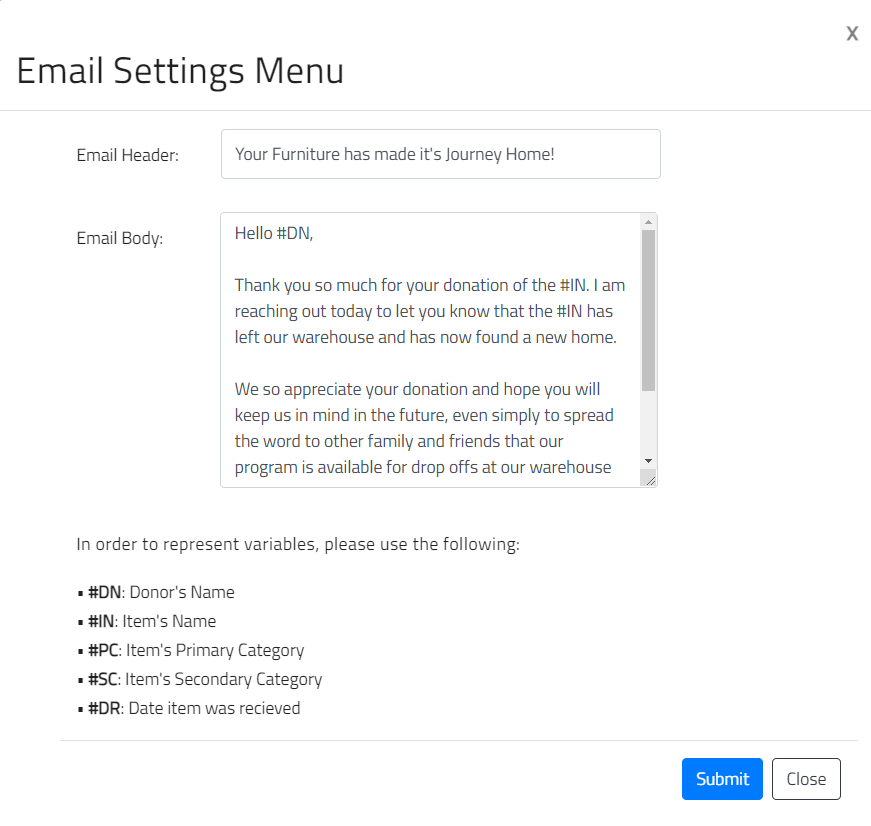 X
Email Settings Menu
Email Header:
Your Furniture has made it's Journey Home!
Email Body:
Hello #DN,
Thank you so much for your donation of the #IN. I am
reaching out today to let you know that the #IN has
left our warehouse and has now found a new home.
We so appreciate your donation and hope you will
keep us in mind in the future, even simply to spread
the word to other family and friends that our
program is available for drop offs at our warehouse
In order to represent variables, please use the following:
▪ #DN: Donor's Name
▪ #IN: Item's Name
▪ #PC: Item's Primary Category
▪ #SC: Item's Secondary Category
▪ #DR: Date item was recieved
Submit
Close